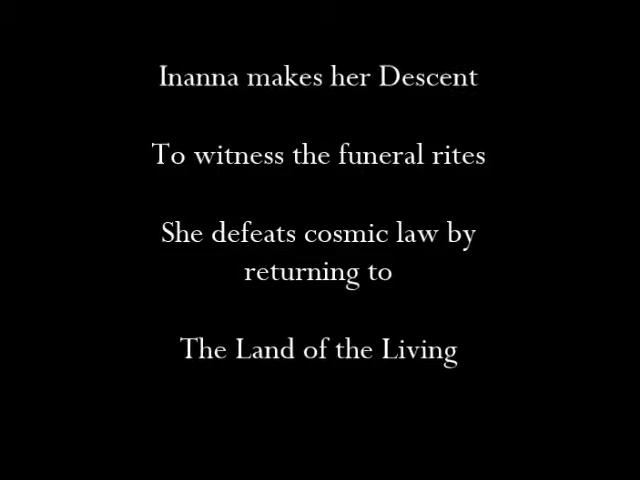 Inanna makes her Descent
To witness the funeral rites
She defeats cosmic law by
returning to
The Land of the Living